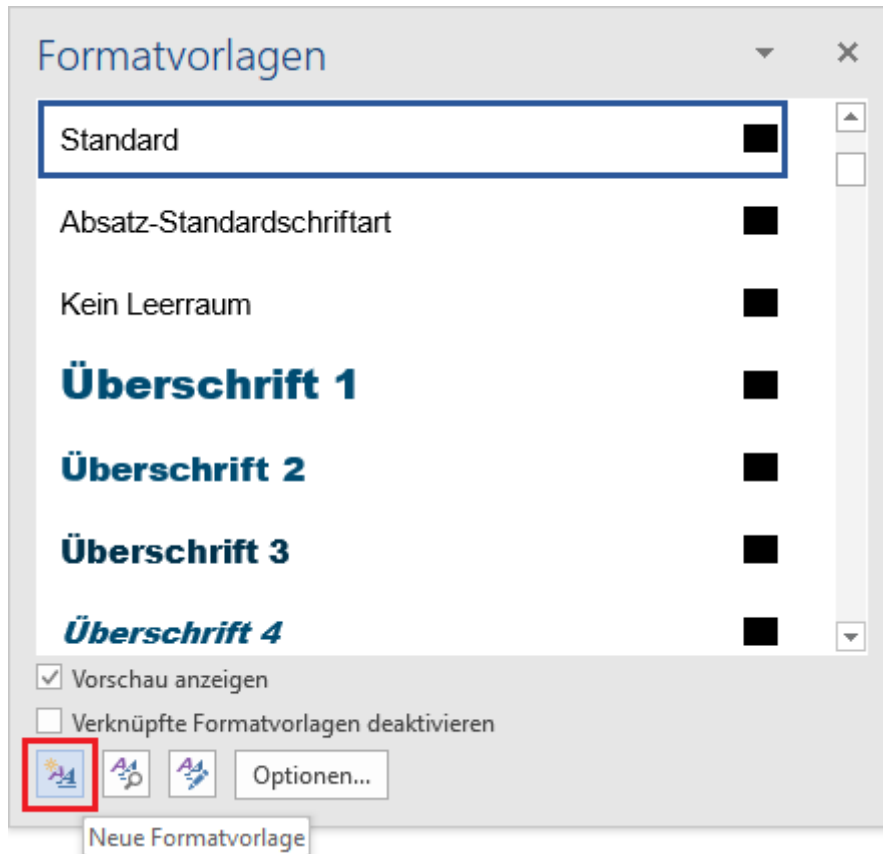 Formatvorlagen
Standard
Absatz-Standardschriftart
Kein Leerraum
Überschrift 1
Überschrift 2
Überschrift 3
Überschrift 4
Vorschau anzeigen
Verknüpfte Formatvorlagen deaktivieren
Optionen...
Neue Formatvorlage